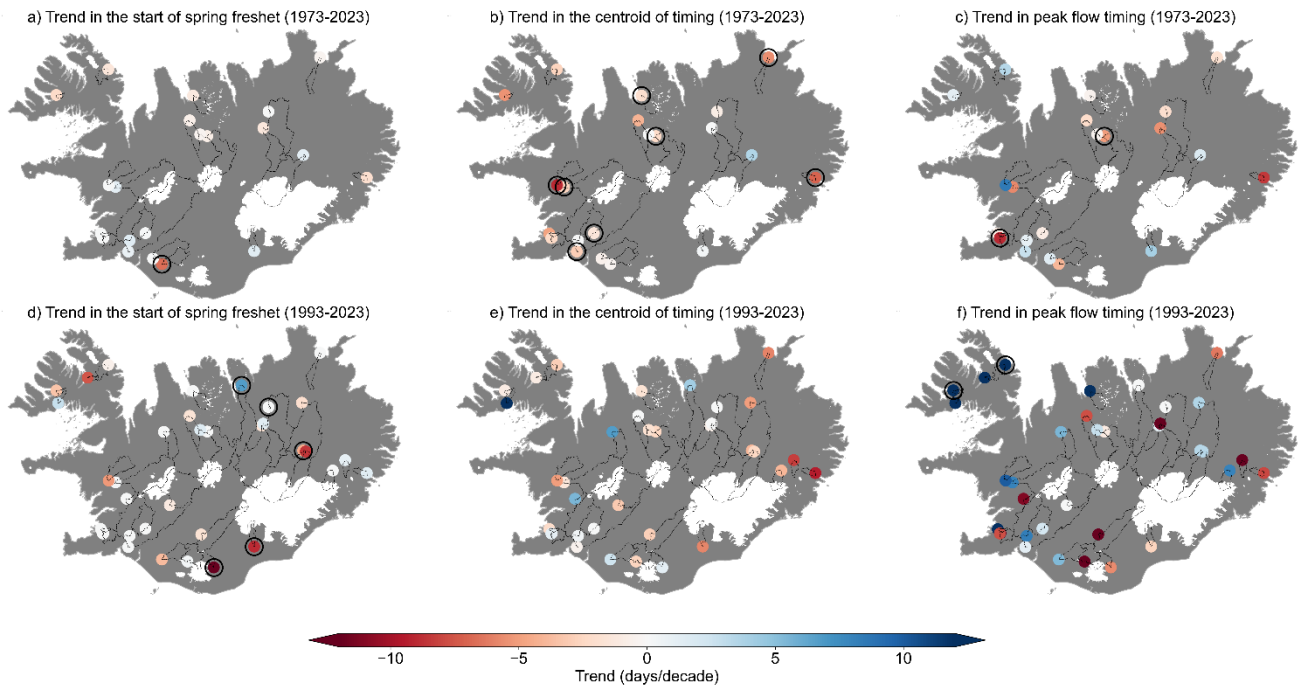 a) Trend in the start of spring freshet (1973-2023)
b) Trend in the centroid of timing (1973-2023)
c) Trend in peak flow timing (1973-2023)
d) Trend in the start of spring freshet (1993-2023)
e) Trend in the centroid of timing (1993-2023)
f) Trend in peak flow timing (1993-2023)
−10 −5 0 5 10
Trend (days/decade)